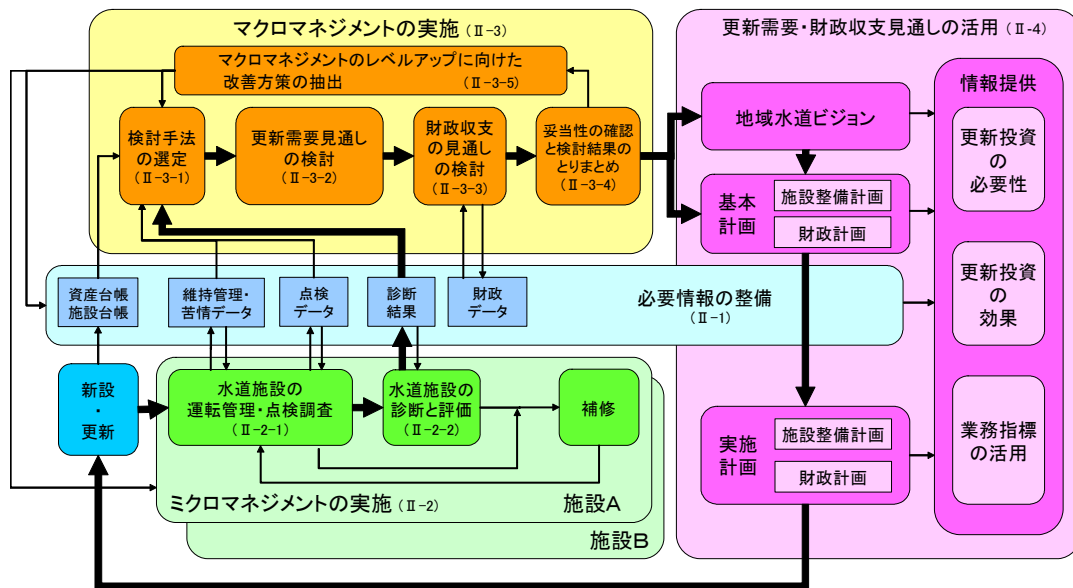 マクロマネジメントの実施(Ⅱ-3)
マクロマネジメントのレベルアップに向けた
改善方策の抽出 (Ⅱ-3-5)
検討手法
の選定
(Ⅱ-3-1)
更新需要見通し
の検討
(Ⅱ-3-2)
財政収支
の見通し
の検討
(Ⅱ-3-3)
妥当性の確認
と検討結果の
とりまとめ
(Ⅱ-3-4)
資産台帳
施設台帳
維持管理・
苦情データ
点検
データ
診断
結果
財政
データ
必要情報の整備
(Ⅱ-1)
新設
・
更新
水道施設の
運転管理・点検調査
(Ⅱ-2-1)
水道施設の
診断と評価
(Ⅱ-2-2)
補修
ミクロマネジメントの実施(Ⅱ-2)
施設A
施設B
更新需要・財政収支見通しの活用(Ⅱ-4)
地域水道ビジョン
基本
計画
施設整備計画
財政計画
実施
計画
施設整備計画
財政計画
情報提供
更新投資
の
必要性
更新投資
の
効果
業務指標
の活用